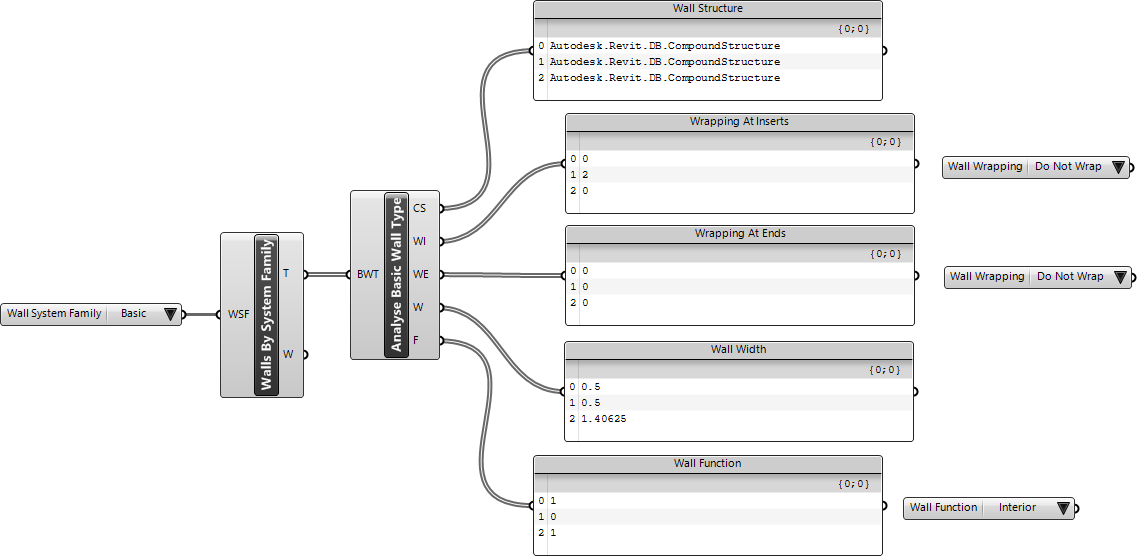 Wall System Family Basic
WSF
Walls By System Family
T
W
BWT
Analyse Basic Wall Type
CS
WI
WE
W
F
Wall Structure
{0;0}
0 Autodesk.Revit.DB.CompoundStructure
1 Autodesk.Revit.DB.CompoundStructure
2 Autodesk.Revit.DB.CompoundStructure
Wrapping At Inserts
{0;0}
0 0
1 2
2 0
Wall Wrapping Do Not Wrap
Wrapping At Ends
{0;0}
0 0
1 0
2 0
Wall Wrapping Do Not Wrap
Wall Width
{0;0}
0 0.5
1 0.5
2 1.40625
Wall Function
{0;0}
0 1
1 0
2 1
Wall Function Interior